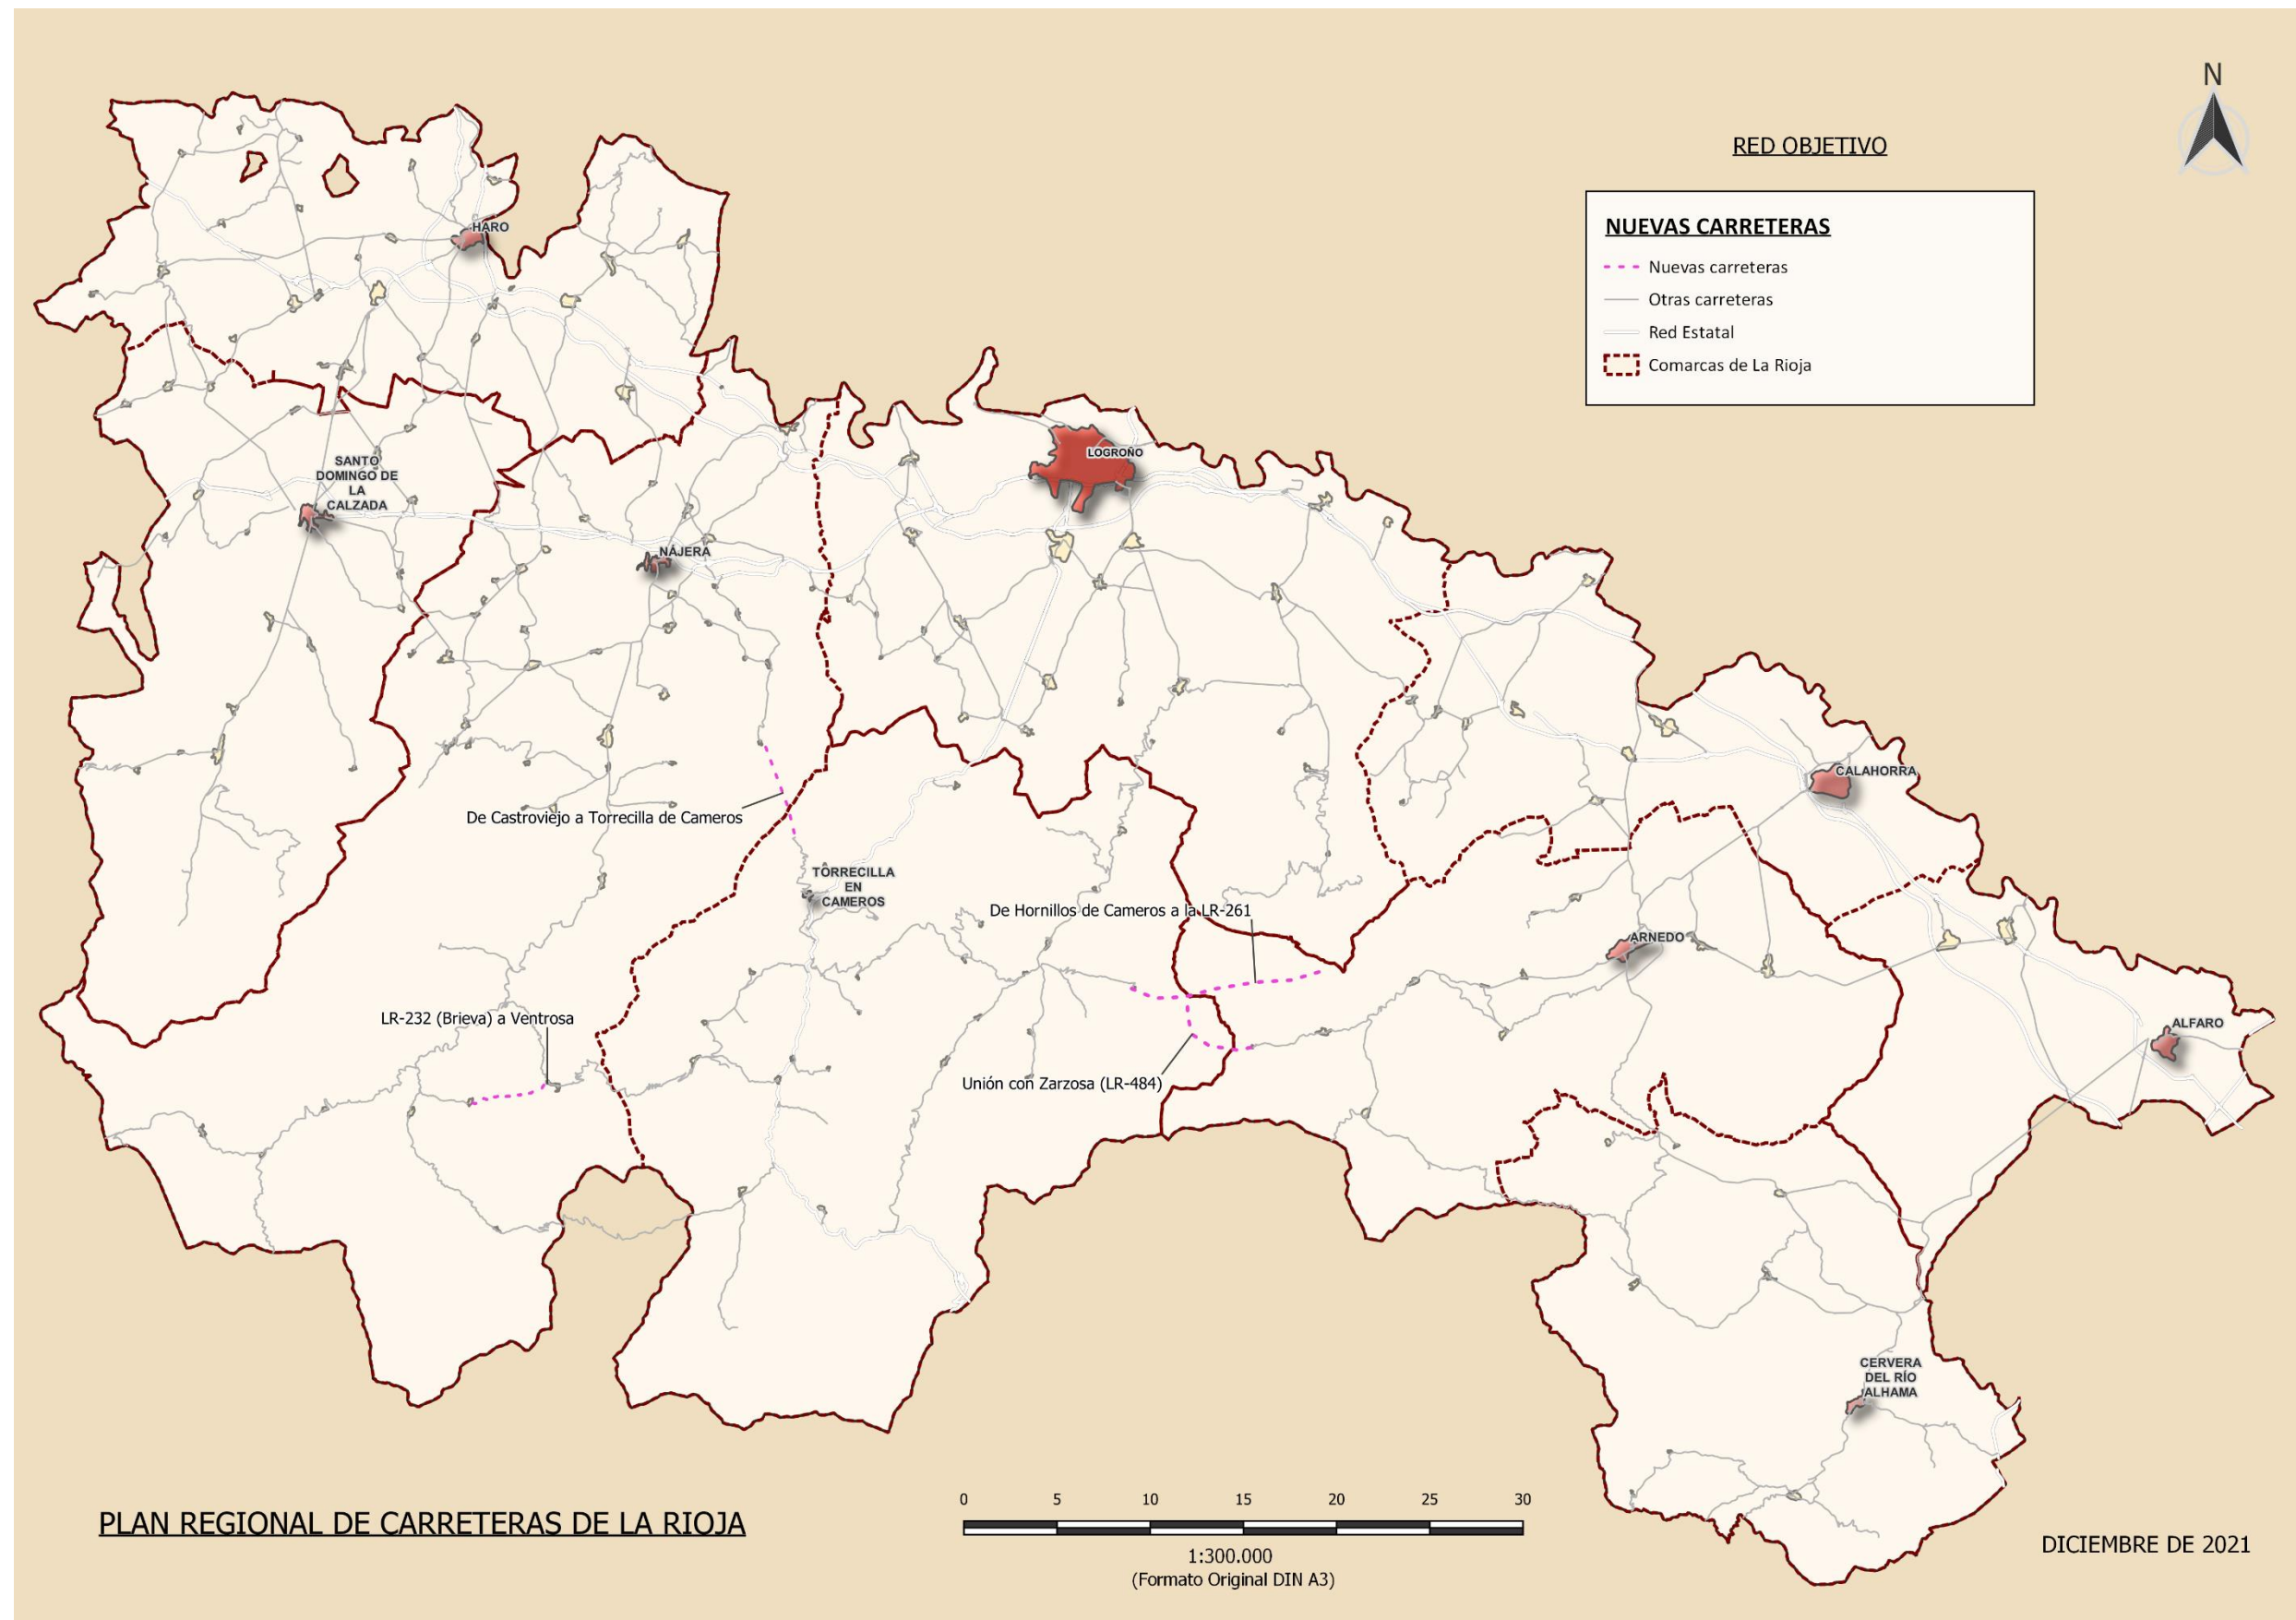 N
RED OBJETIVO
NUEVAS CARRETERAS
Nuevas carreteras
Otras carreteras
Red Estatal
Comarcas de La Rioja
HARO
LOGROÑO
SANTO
DOMINGO DE
LA
CALZADA
NÁJERA
CALAHORRA
De Castroviejo a Torrecilla de Cameros
TORRECILLA
EN
CAMEROS
De Hornillos de Cameros a la LR-261
ARNEDO
LR-232 (Brieva) a Ventrosa
ALFARO
Unión con Zarzosa (LR-484)
CERVERA
DEL RÍO
ALHAMA
0 5 10 15 20 25 30
1:300.000
(Formato Original DIN A3)
PLAN REGIONAL DE CARRETERAS DE LA RIOJA
DICIEMBRE DE 2021